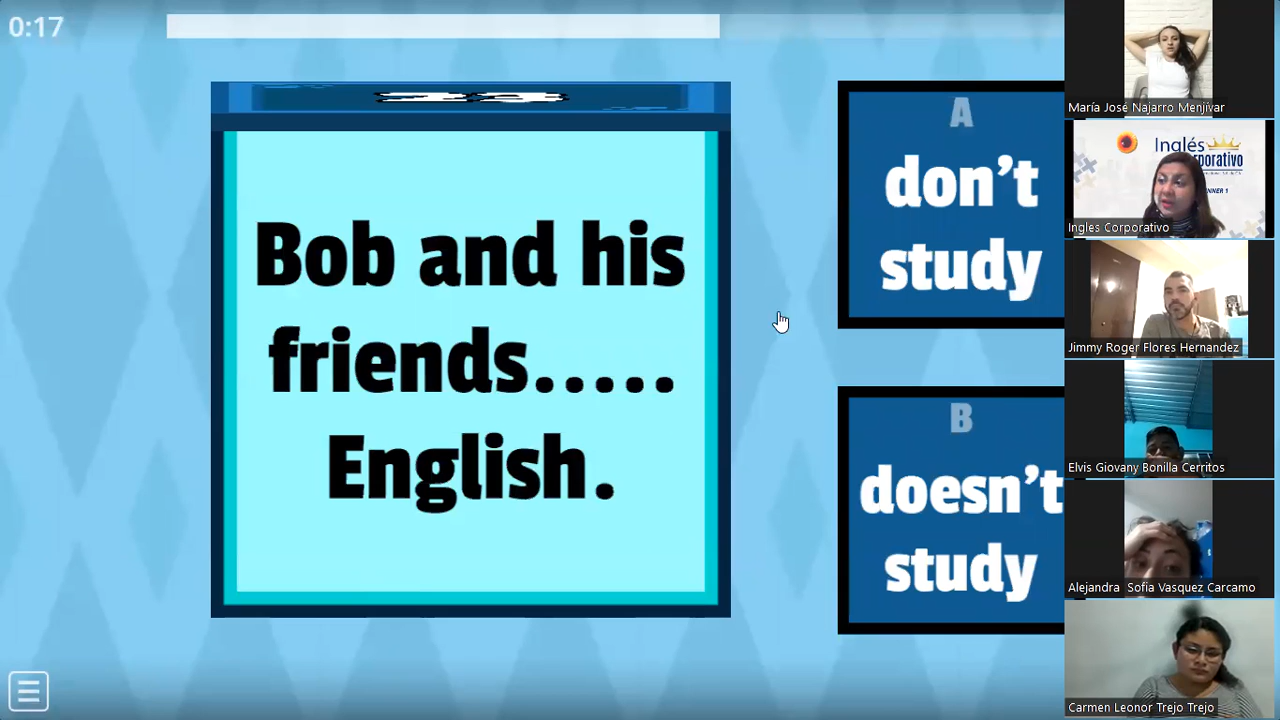 0:17
Bob and his
friends.....
English.
A
don't
study
B
doesn't
study
María José Najarro Menjívar
Inglés
Ingles Corporativo
Jimmy Roger Flores Hernandez
Elvis Giovany Bonilla Cerritos
Alejandra Sofia Vasquez Carcamo
Carmen Leonor Trejo Trejo